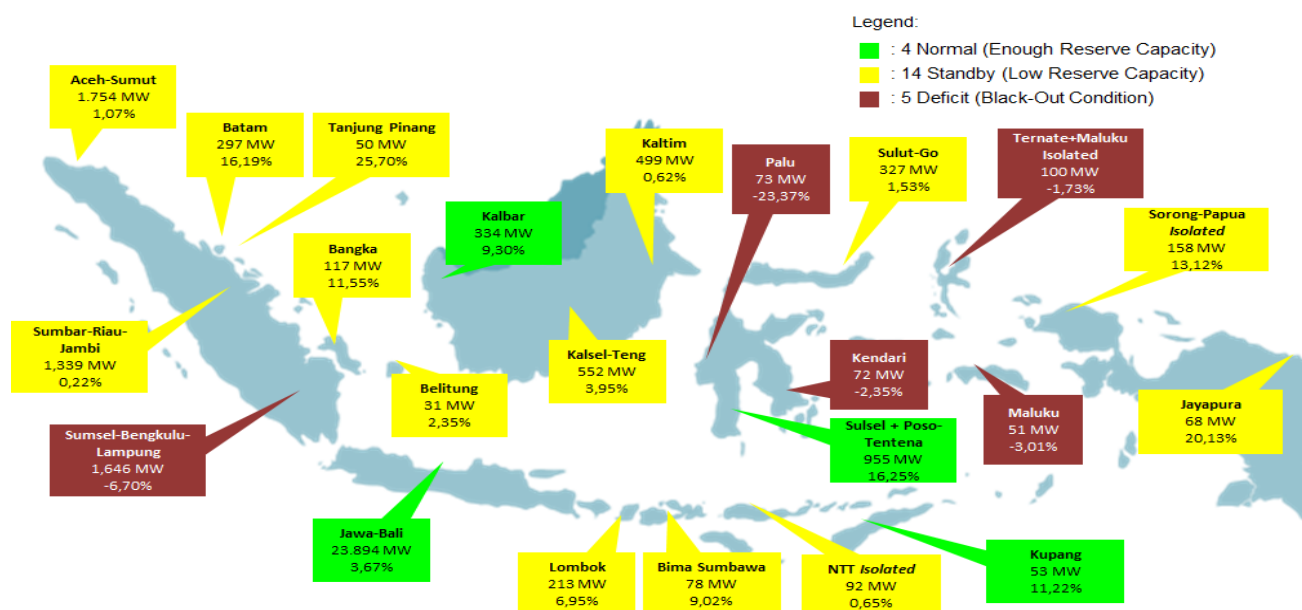 Legend:
: 4 Normal (Enough Reserve Capacity)
: 14 Standby (Low Reserve Capacity)
: 5 Deficit (Black-Out Condition)
Aceh-Sumut
1.754 MW
1,07%
Batam
297 MW
16,19%
Tanjung Pinang
50 MW
25,70%
Kaltim
499 MW
0,62%
Palu
73 MW
-23,37%
Sulut-Go
327 MW
1,53%
Ternate+Maluku
Isolated
100 MW
-1,73%
Kalbar
334 MW
9,30%
Bangka
117 MW
11,55%
Sorong-Papua
Isolated
158 MW
13,12%
Sumbar-Riau-
Jambi
1,339 MW
0,22%
Belitung
31 MW
2,35%
Kalsel-Teng
552 MW
3,95%
Kendari
72 MW
-2,35%
Maluku
51 MW
-3,01%
Jayapura
68 MW
20,13%
Sumsel-Bengkulu-
Lampung
1,646 MW
-6,70%
Sulsel + Poso-
Tentena
955 MW
16,25%
Jawa-Bali
23.894 MW
3,67%
Lombok
213 MW
6,95%
Bima Sumbawa
78 MW
9,02%
NTT Isolated
92 MW
0,65%
Kupang
53 MW
11,22%